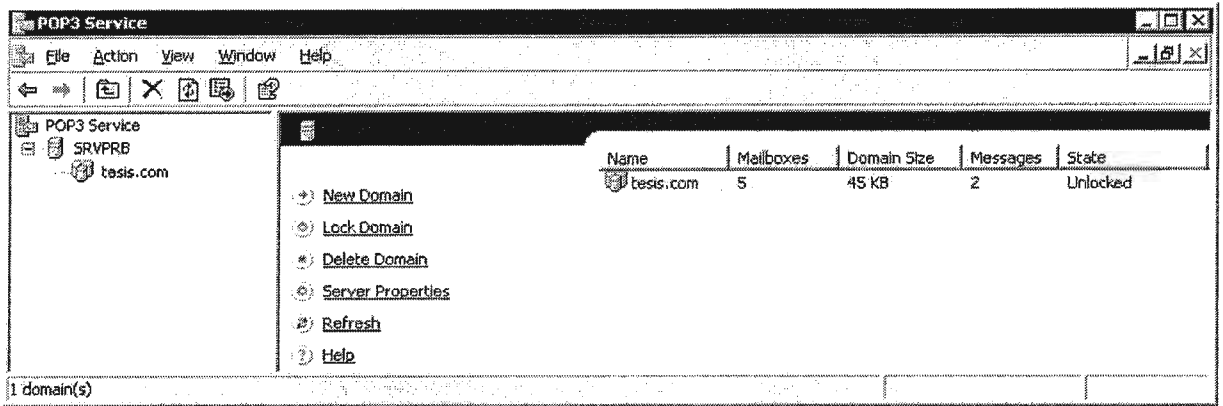 POP3 Service
File Action View Window Help
POP3 Service
SRVPRB
tesis.com
Name Mailboxes Domain Size Messages State
tesis.com 5 45 KB 2 Unlocked
New Domain
Lock Domain
Delete Domain
Server Properties
Refresh
Help
1 domain(s)